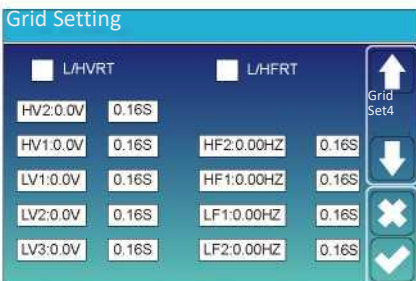 Grid Setting
L/HVRT L/HFRT
Grid
Set4
HV2:0.0V 0.16S
HV1:0.0V 0.16S HF2:0.00HZ 0.16S
LV1:0.0V 0.16S HF1:0.00HZ 0.16S
LV2:0.0V 0.16S LF1:0.00HZ 0.16S
LV3:0.0V 0.16S LF2:0.00HZ 0.16S